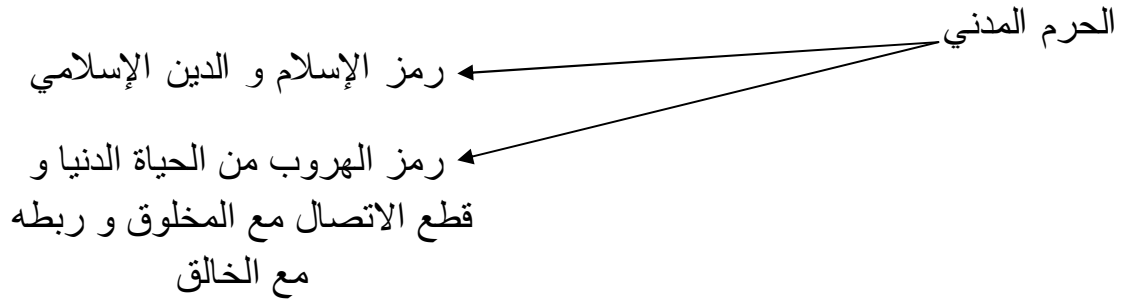 الحرم المدني
رمز الإسلام و الدين الإسلامي
رمز الهروب من الحياة الدنيا و
قطع الاتصال مع المخلوق و ربطه
مع الخالق